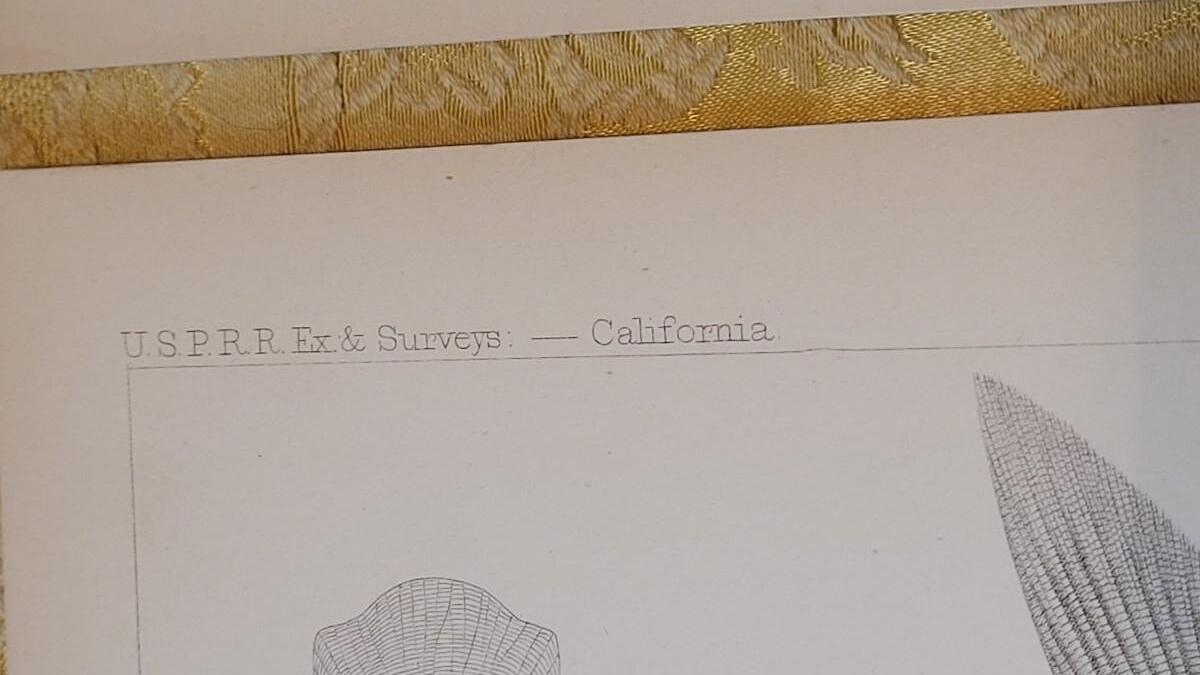 U.S.P.R.R. Ex. & Surveys: — California.